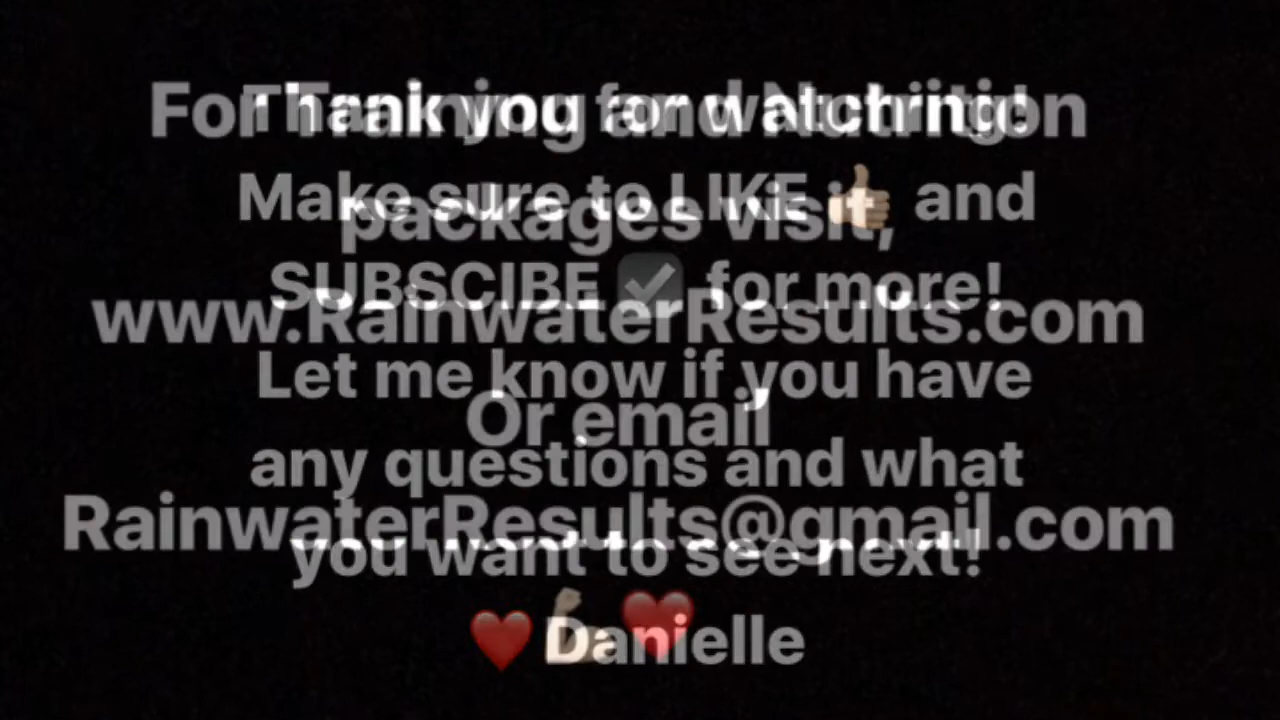 Thank you for watching!
Make sure to LIKE 👍🏼 and
SUBSCIBE ☑️ for more!
Let me know if you have
any questions and what
you want to see next!
❤️ Danielle
For Training and Nutrition
packages visit,
www.RainwaterResults.com
Or email
RainwaterResults@gmail.com
💪🏼❤️